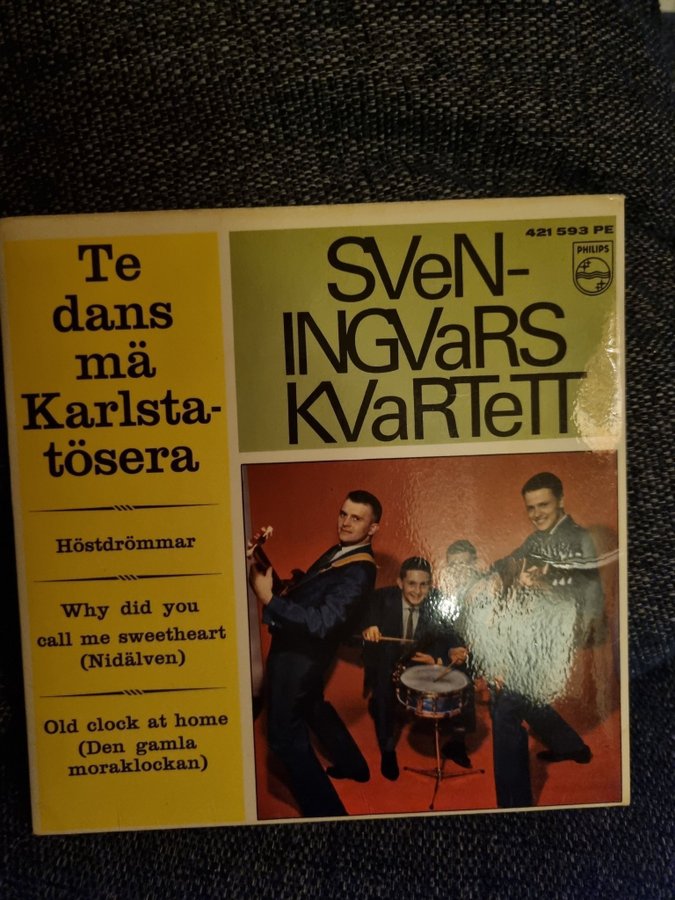 Te
dans
mä
Karlsta-
tösera
Höstdrömmar
Why did you
call me sweetheart
(Nidälven)
Old clock at home
(Den gamla
moraklockan)
421 593 PE
PHILIPS
SVeN-
INGVaRS
KVaRTeTT